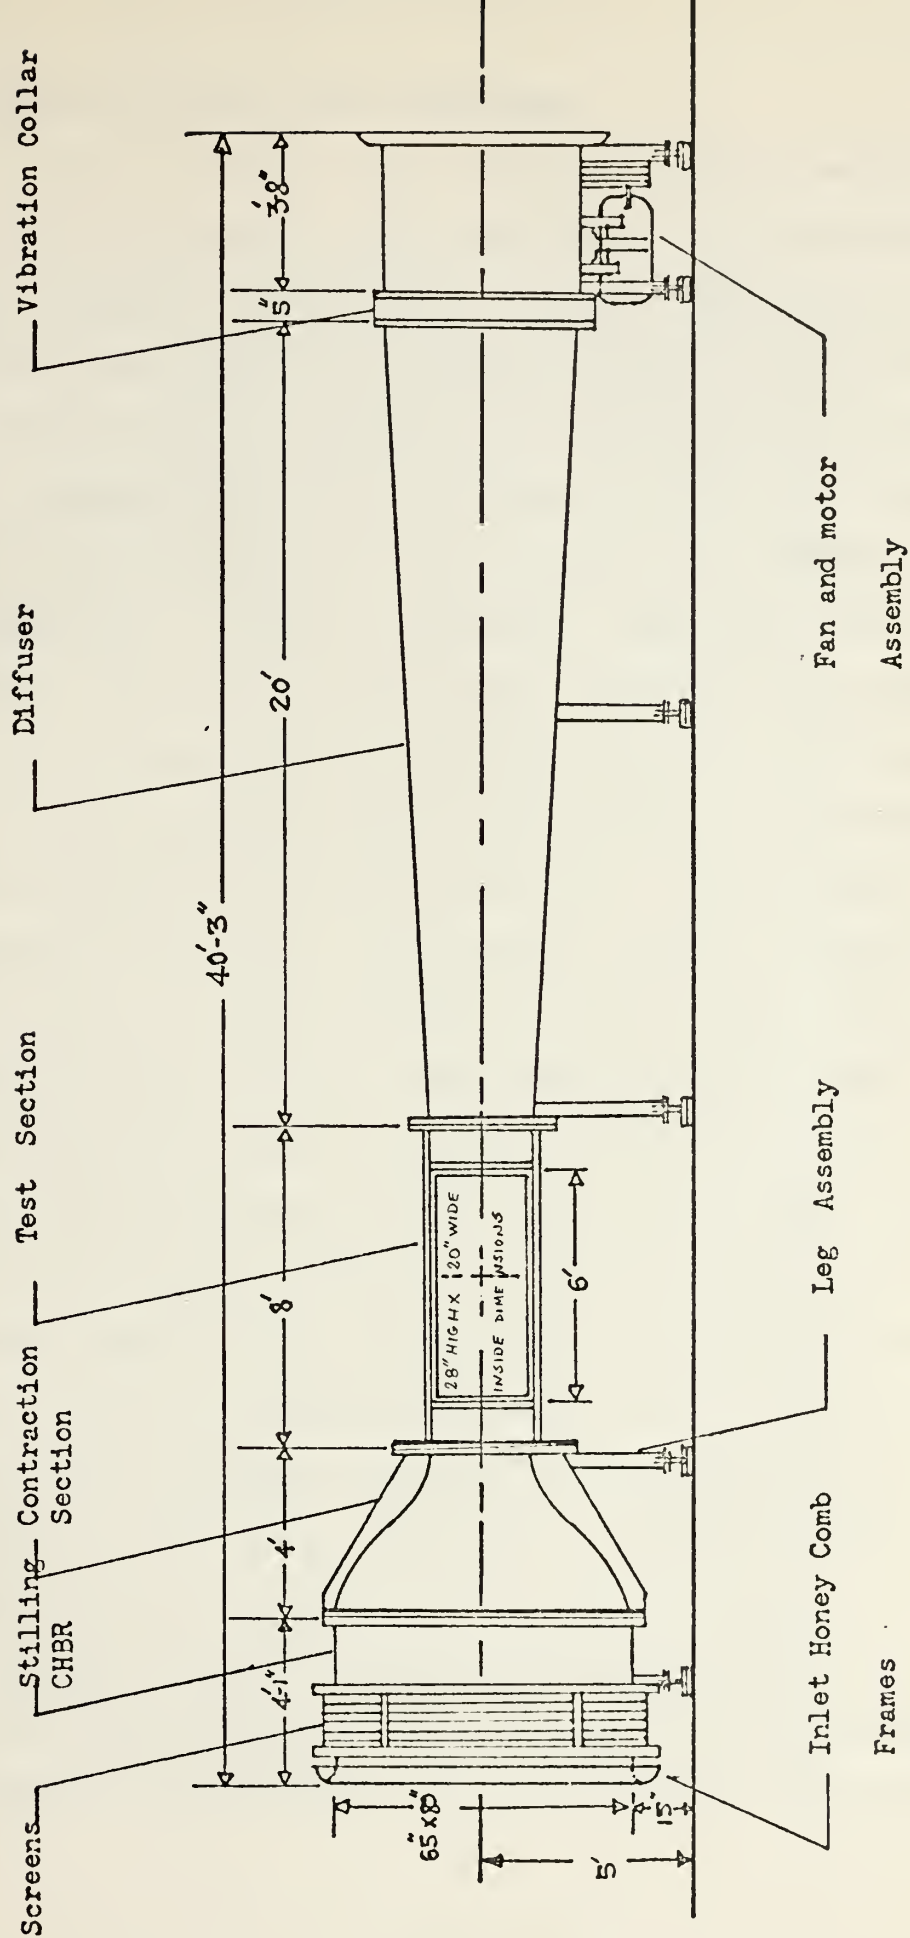 Screens
Stilling
CHBR
Contraction
Section
Test Section
Diffuser
Vibration Collar
40'-3"
4'-1"
4'
8'
20'
5"
3'8"
65"x80"
28" HIGH X 20" WIDE
INSIDE DIMENSIONS
6'
15"
5'
Inlet Honey Comb
Frames
Leg Assembly
Fan and motor
Assembly